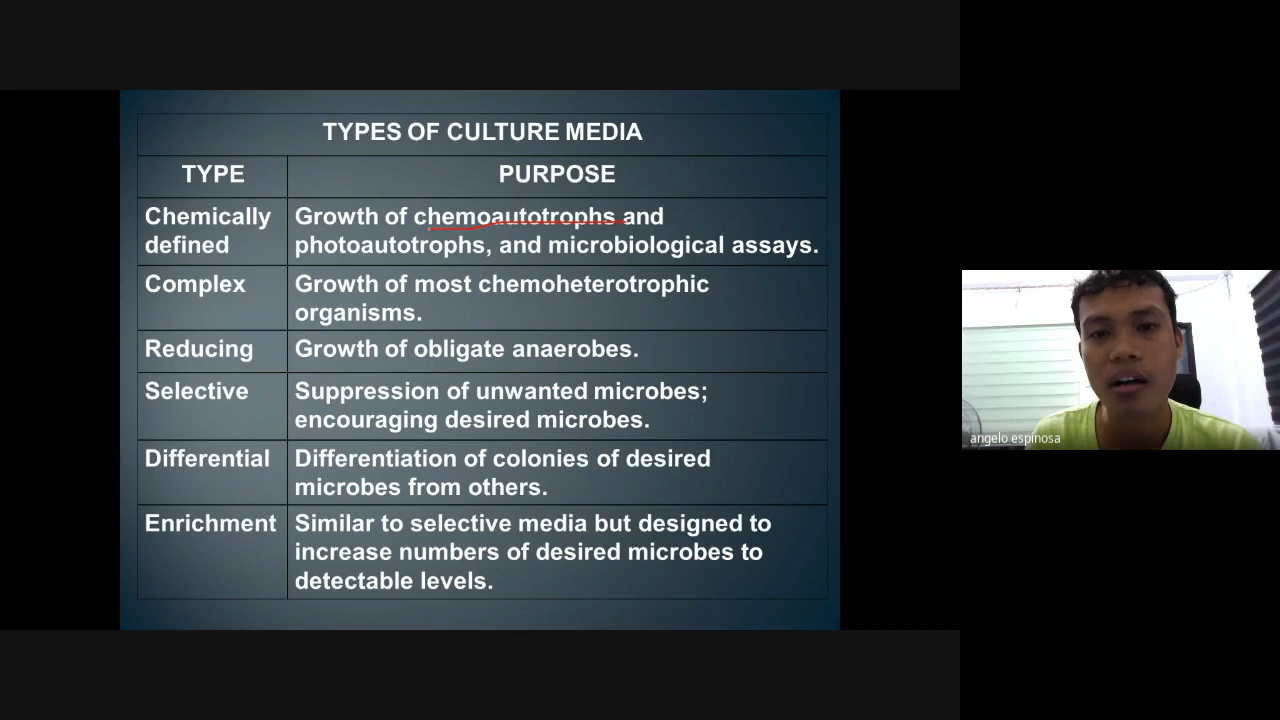 TYPES OF CULTURE MEDIA
TYPE PURPOSE
Chemically defined
Growth of chemoautotrophs and
photoautotrophs, and microbiological assays.
Complex
Growth of most chemoheterotrophic
organisms.
Reducing
Growth of obligate anaerobes.
Selective
Suppression of unwanted microbes;
encouraging desired microbes.
Differential
Differentiation of colonies of desired
microbes from others.
Enrichment
Similar to selective media but designed to
increase numbers of desired microbes to
detectable levels.
angelo espinosa